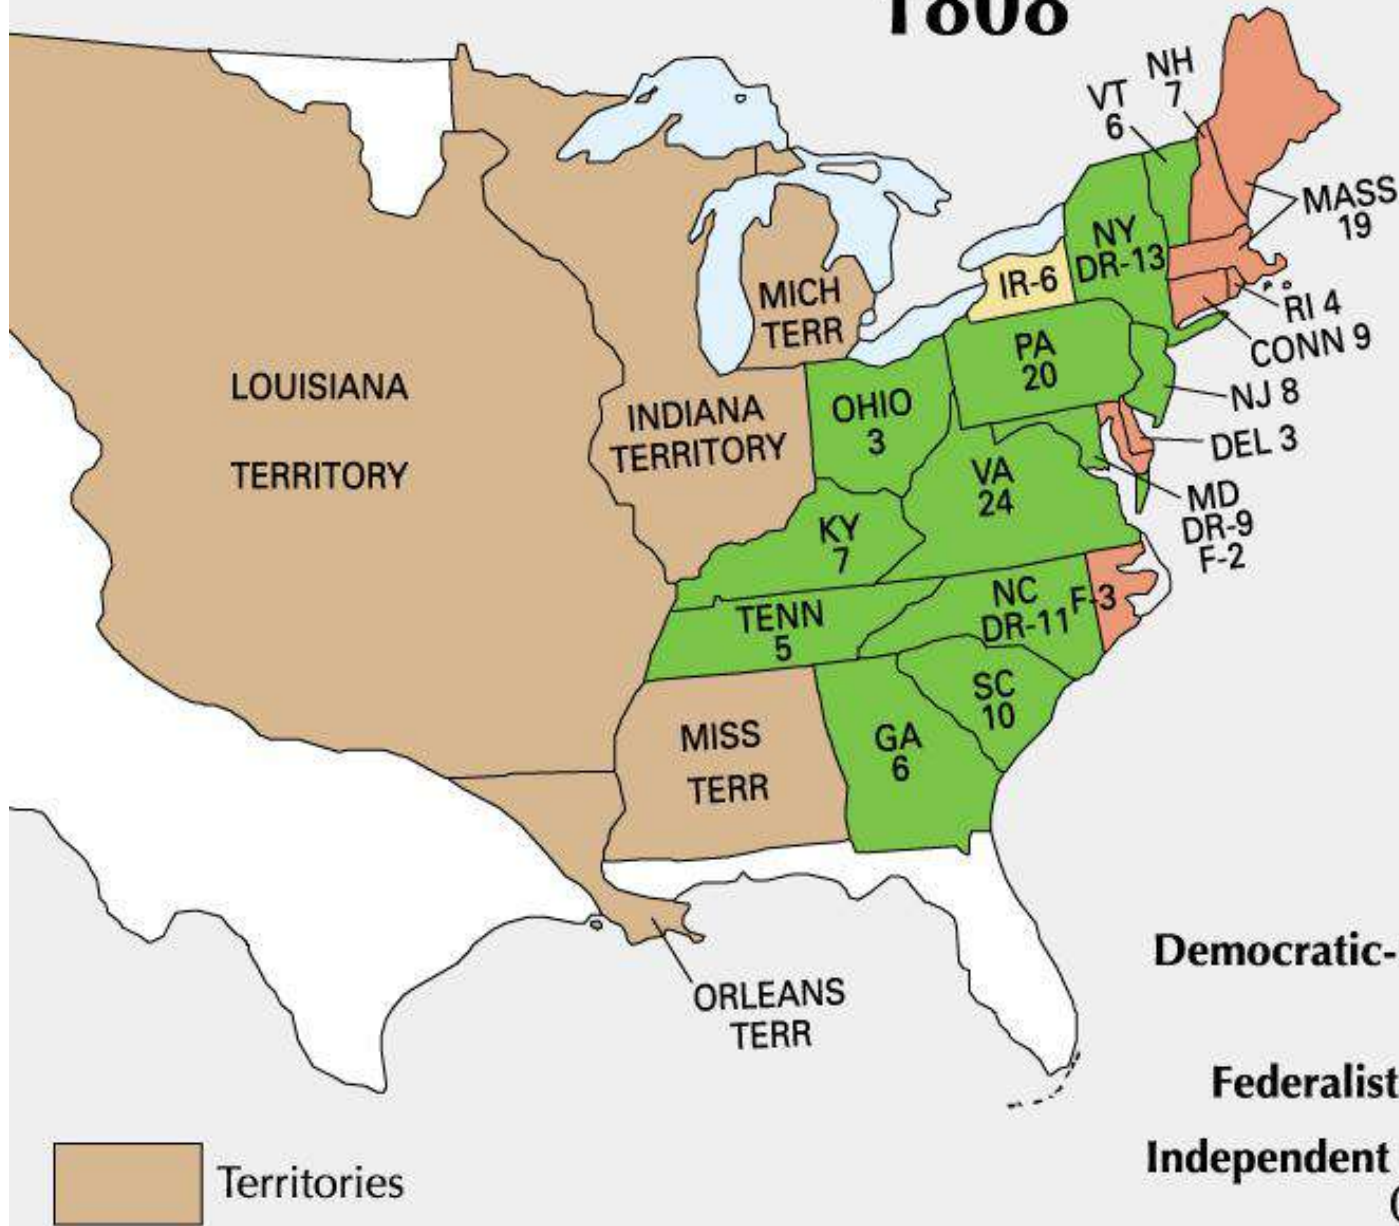 1808
NH
7
VT
6
MASS
19
NY
DR-13
IR-6
RI 4
CONN 9
MICH
TERR
PA
20
NJ 8
LOUISIANA
TERRITORY
INDIANA
TERRITORY
OHIO
3
DEL 3
VA
24
MD
DR-9
F-2
KY
7
NC
DR-11
F-3
TENN
5
SC
10
MISS
TERR
GA
6
ORLEANS
TERR
Democratic-
Federalist
Independent
Territories